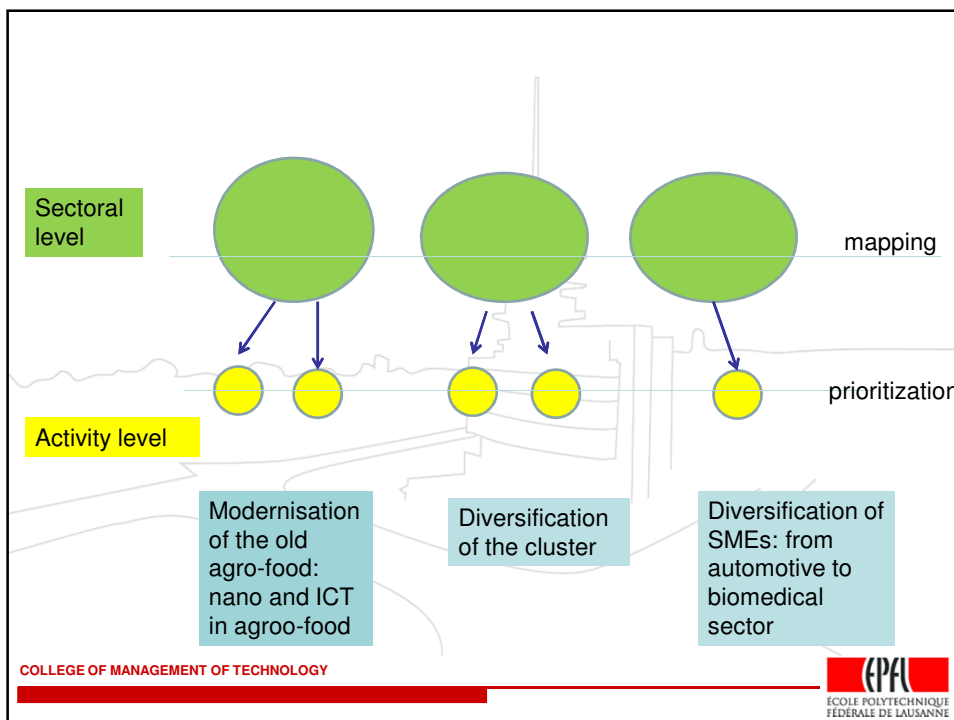 Sectoral
level
mapping
prioritization
Activity level
Modernisation
of the old
agro-food:
nano and ICT
in agroo-food
Diversification
of the cluster
Diversification of
SMEs: from
automotive to
biomedical
sector
COLLEGE OF MANAGEMENT OF TECHNOLOGY
EPFL
ÉCOLE POLYTECHNIQUE
FÉDÉRALE DE LAUSANNE